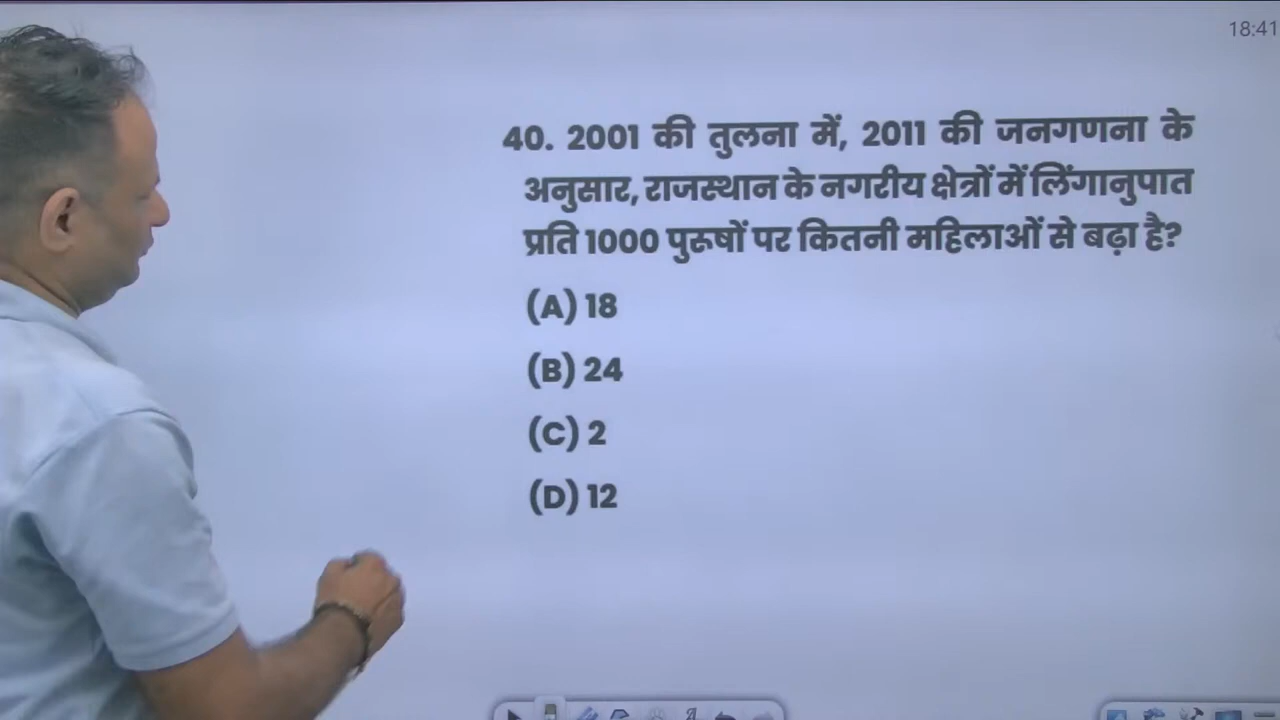 18:41
40. 2001 की तुलना में, 2011 की जनगणना के
अनुसार, राजस्थान के नगरीय क्षेत्रों में लिंगानुपात
प्रति 1000 पुरूषों पर कितनी महिलाओं से बढ़ा है?
(A) 18
(B) 24
(C) 2
(D) 12